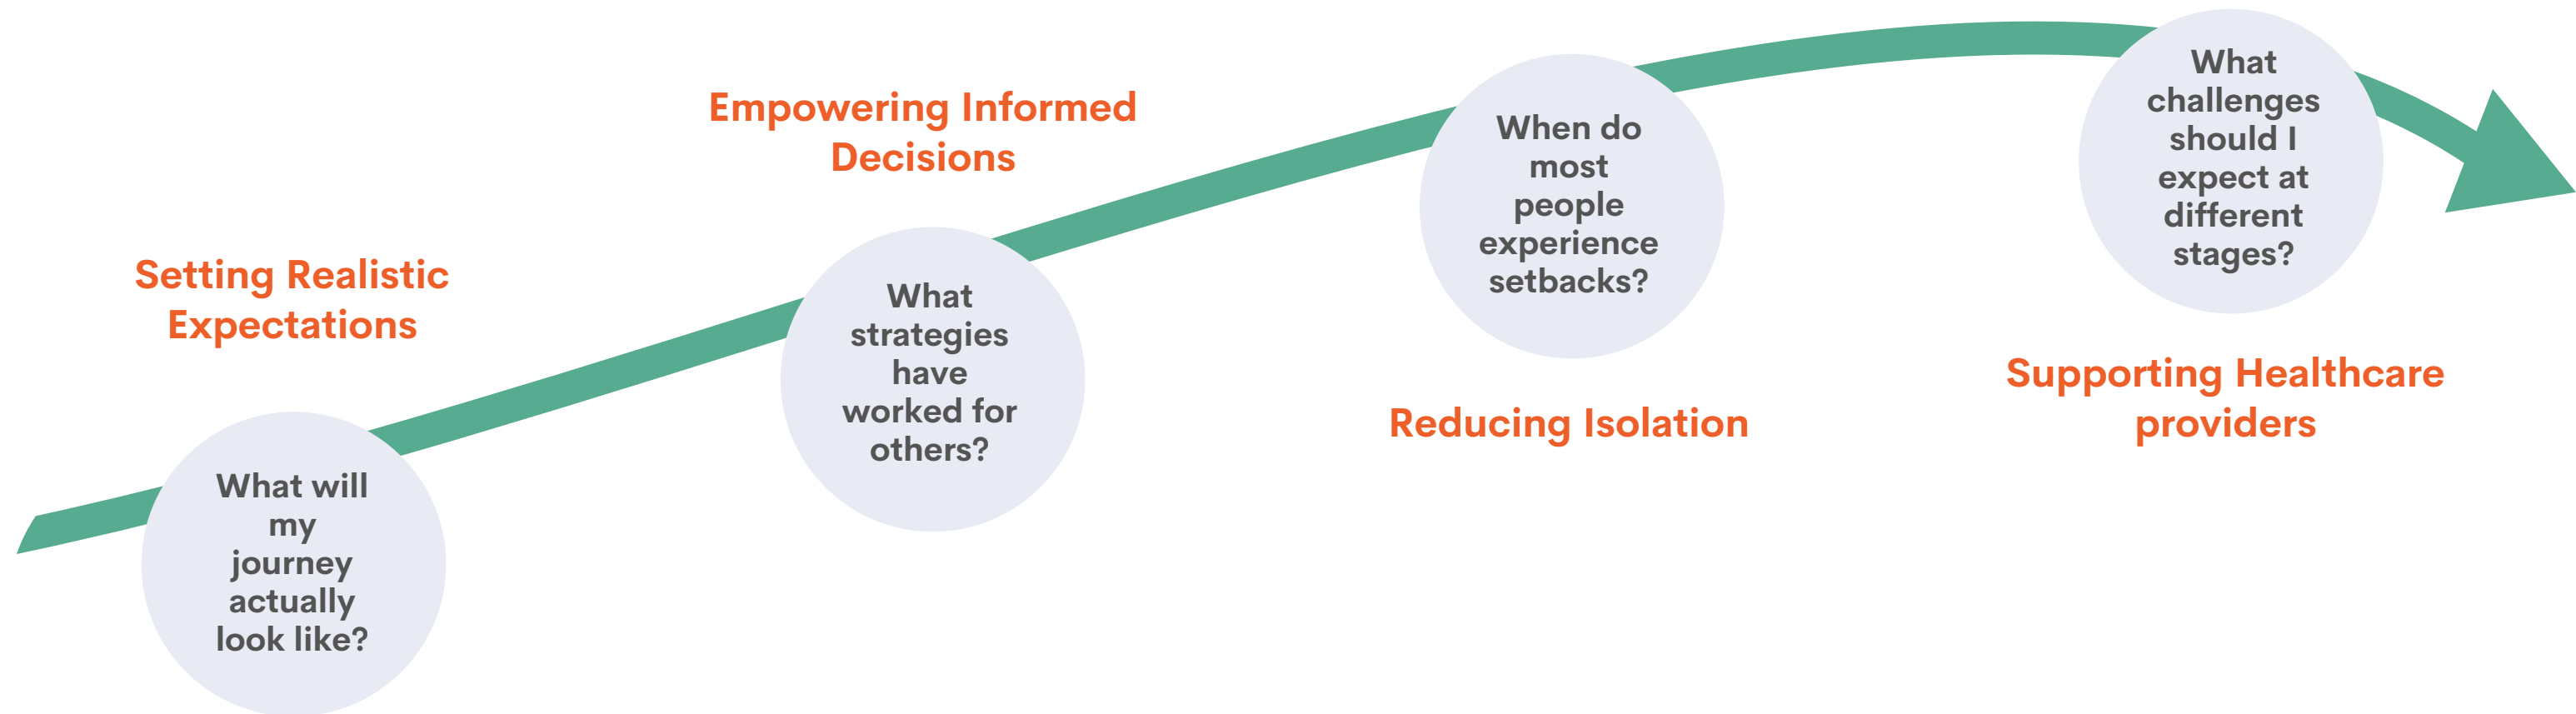 Setting Realistic
Expectations
What will
my
journey
actually
look like?
Empowering Informed
Decisions
What
strategies
have
worked for
others?
When do
most
people
experience
setbacks?
Reducing Isolation
What
challenges
should I
expect at
different
stages?
Supporting Healthcare
providers